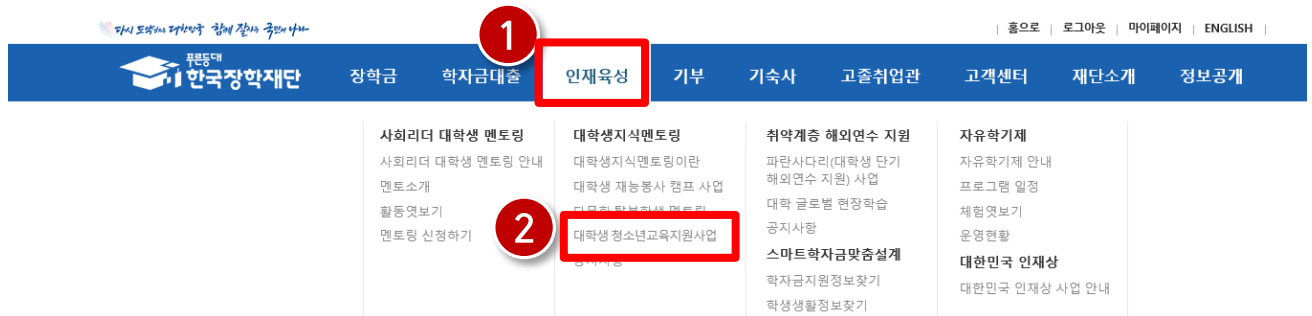 다시 도약하는 대한민국 함께 잘사는 국민의 나라
홈으로 | 로그아웃 | 마이페이지 | ENGLISH |
1
푸른등대
한국장학재단
장학금 학자금대출 인재육성 기부 기숙사 고졸취업관 고객센터 재단소개 정보공개
사회리더 대학생 멘토링
사회리더 대학생 멘토링 안내
멘토소개
활동엿보기
멘토링 신청하기
대학생지식멘토링
대학생지식멘토링이란
대학생 재능봉사 캠프 사업
다문화·탈북학생 멘토링
2
대학생 청소년교육지원사업
공지사항
취약계층 해외연수 지원
파란사다리(대학생 단기
해외연수 지원) 사업
대학 글로벌 현장학습
공지사항
스마트학자금맞춤설계
학자금지원정보찾기
학생생활정보찾기
자유학기제
자유학기제 안내
프로그램 일정
체험엿보기
운영현황
대한민국 인재상
대한민국 인재상 사업 안내